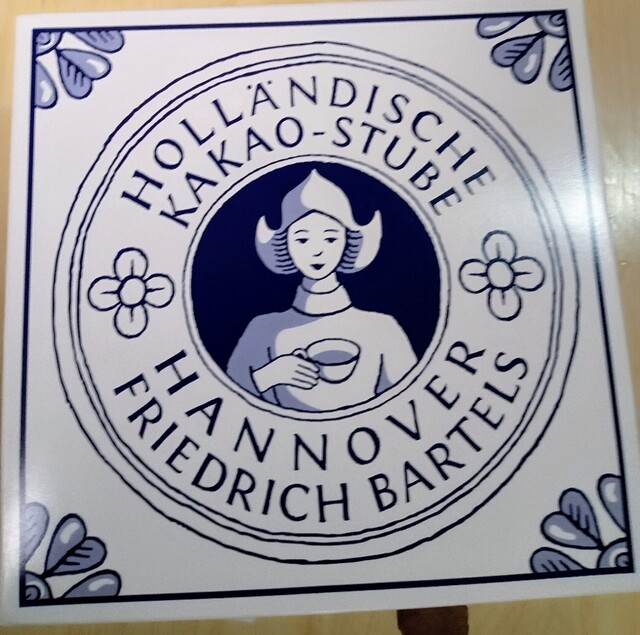 HOLLÄNDISCHE
KAKAO-STUBE
HANNOVER
FRIEDRICH BARTELS